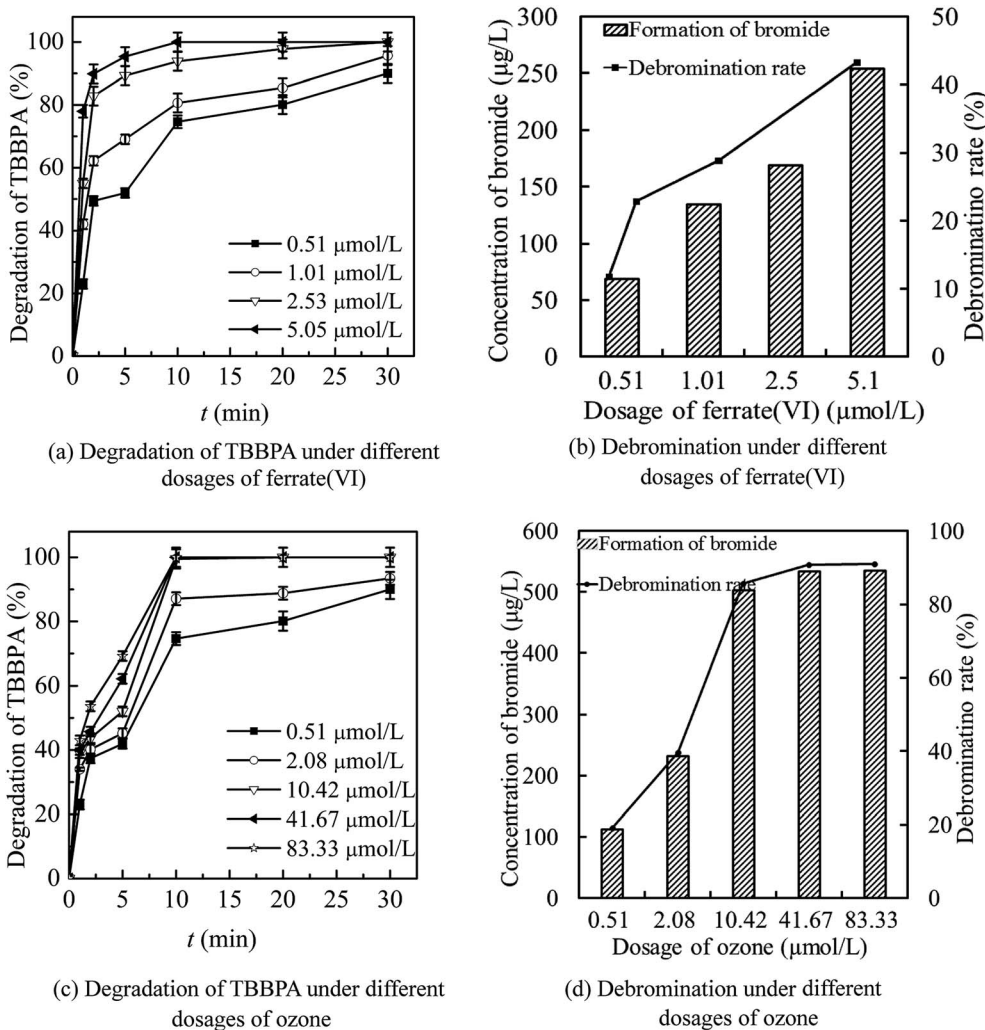 100
80
60
40
20
0
0 5 10 15 20 25 30
Degradation of TBBPA (%)
t (min)
0.51 μmol/L
1.01 μmol/L
2.53 μmol/L
5.05 μmol/L
(a) Degradation of TBBPA under different
dosages of ferrate(VI)
300
250
200
150
100
50
0
Concentration of bromide (μg/L)
Formation of bromide
Debromination rate
50
40
30
20
10
0
Debrominatino rate (%)
0.51 1.01 2.5 5.1
Dosage of ferrate(VI) (μmol/L)
(b) Debromination under different
dosages of ferrate(VI)
100
80
60
40
20
0
0 5 10 15 20 25 30
Degradation of TBBPA (%)
t (min)
0.51 μmol/L
2.08 μmol/L
10.42 μmol/L
41.67 μmol/L
83.33 μmol/L
(c) Degradation of TBBPA under different
dosages of ozone
600
500
400
300
200
100
0
Concentration of bromide (μg/L)
Formation of bromide
Debromination rate
100
80
60
40
20
0
Debrominatino rate (%)
0.51 2.08 10.42 41.67 83.33
Dosage of ozone (μmol/L)
(d) Debromination under different
dosages of ozone